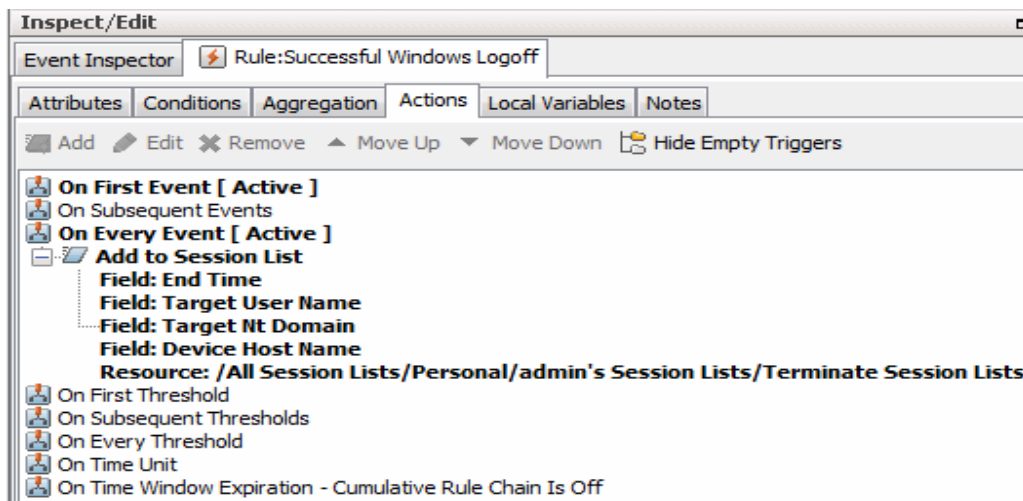 Inspect/Edit
Event Inspector Rule:Successful Windows Logoff
Attributes Conditions Aggregation Actions Local Variables Notes
Add Edit Remove Move Up Move Down Hide Empty Triggers
On First Event [ Active ]
On Subsequent Events
On Every Event [ Active ]
Add to Session List
Field: End Time
Field: Target User Name
Field: Target Nt Domain
Field: Device Host Name
Resource: /All Session Lists/Personal/admin's Session Lists/Terminate Session Lists
On First Threshold
On Subsequent Thresholds
On Every Threshold
On Time Unit
On Time Window Expiration - Cumulative Rule Chain Is Off